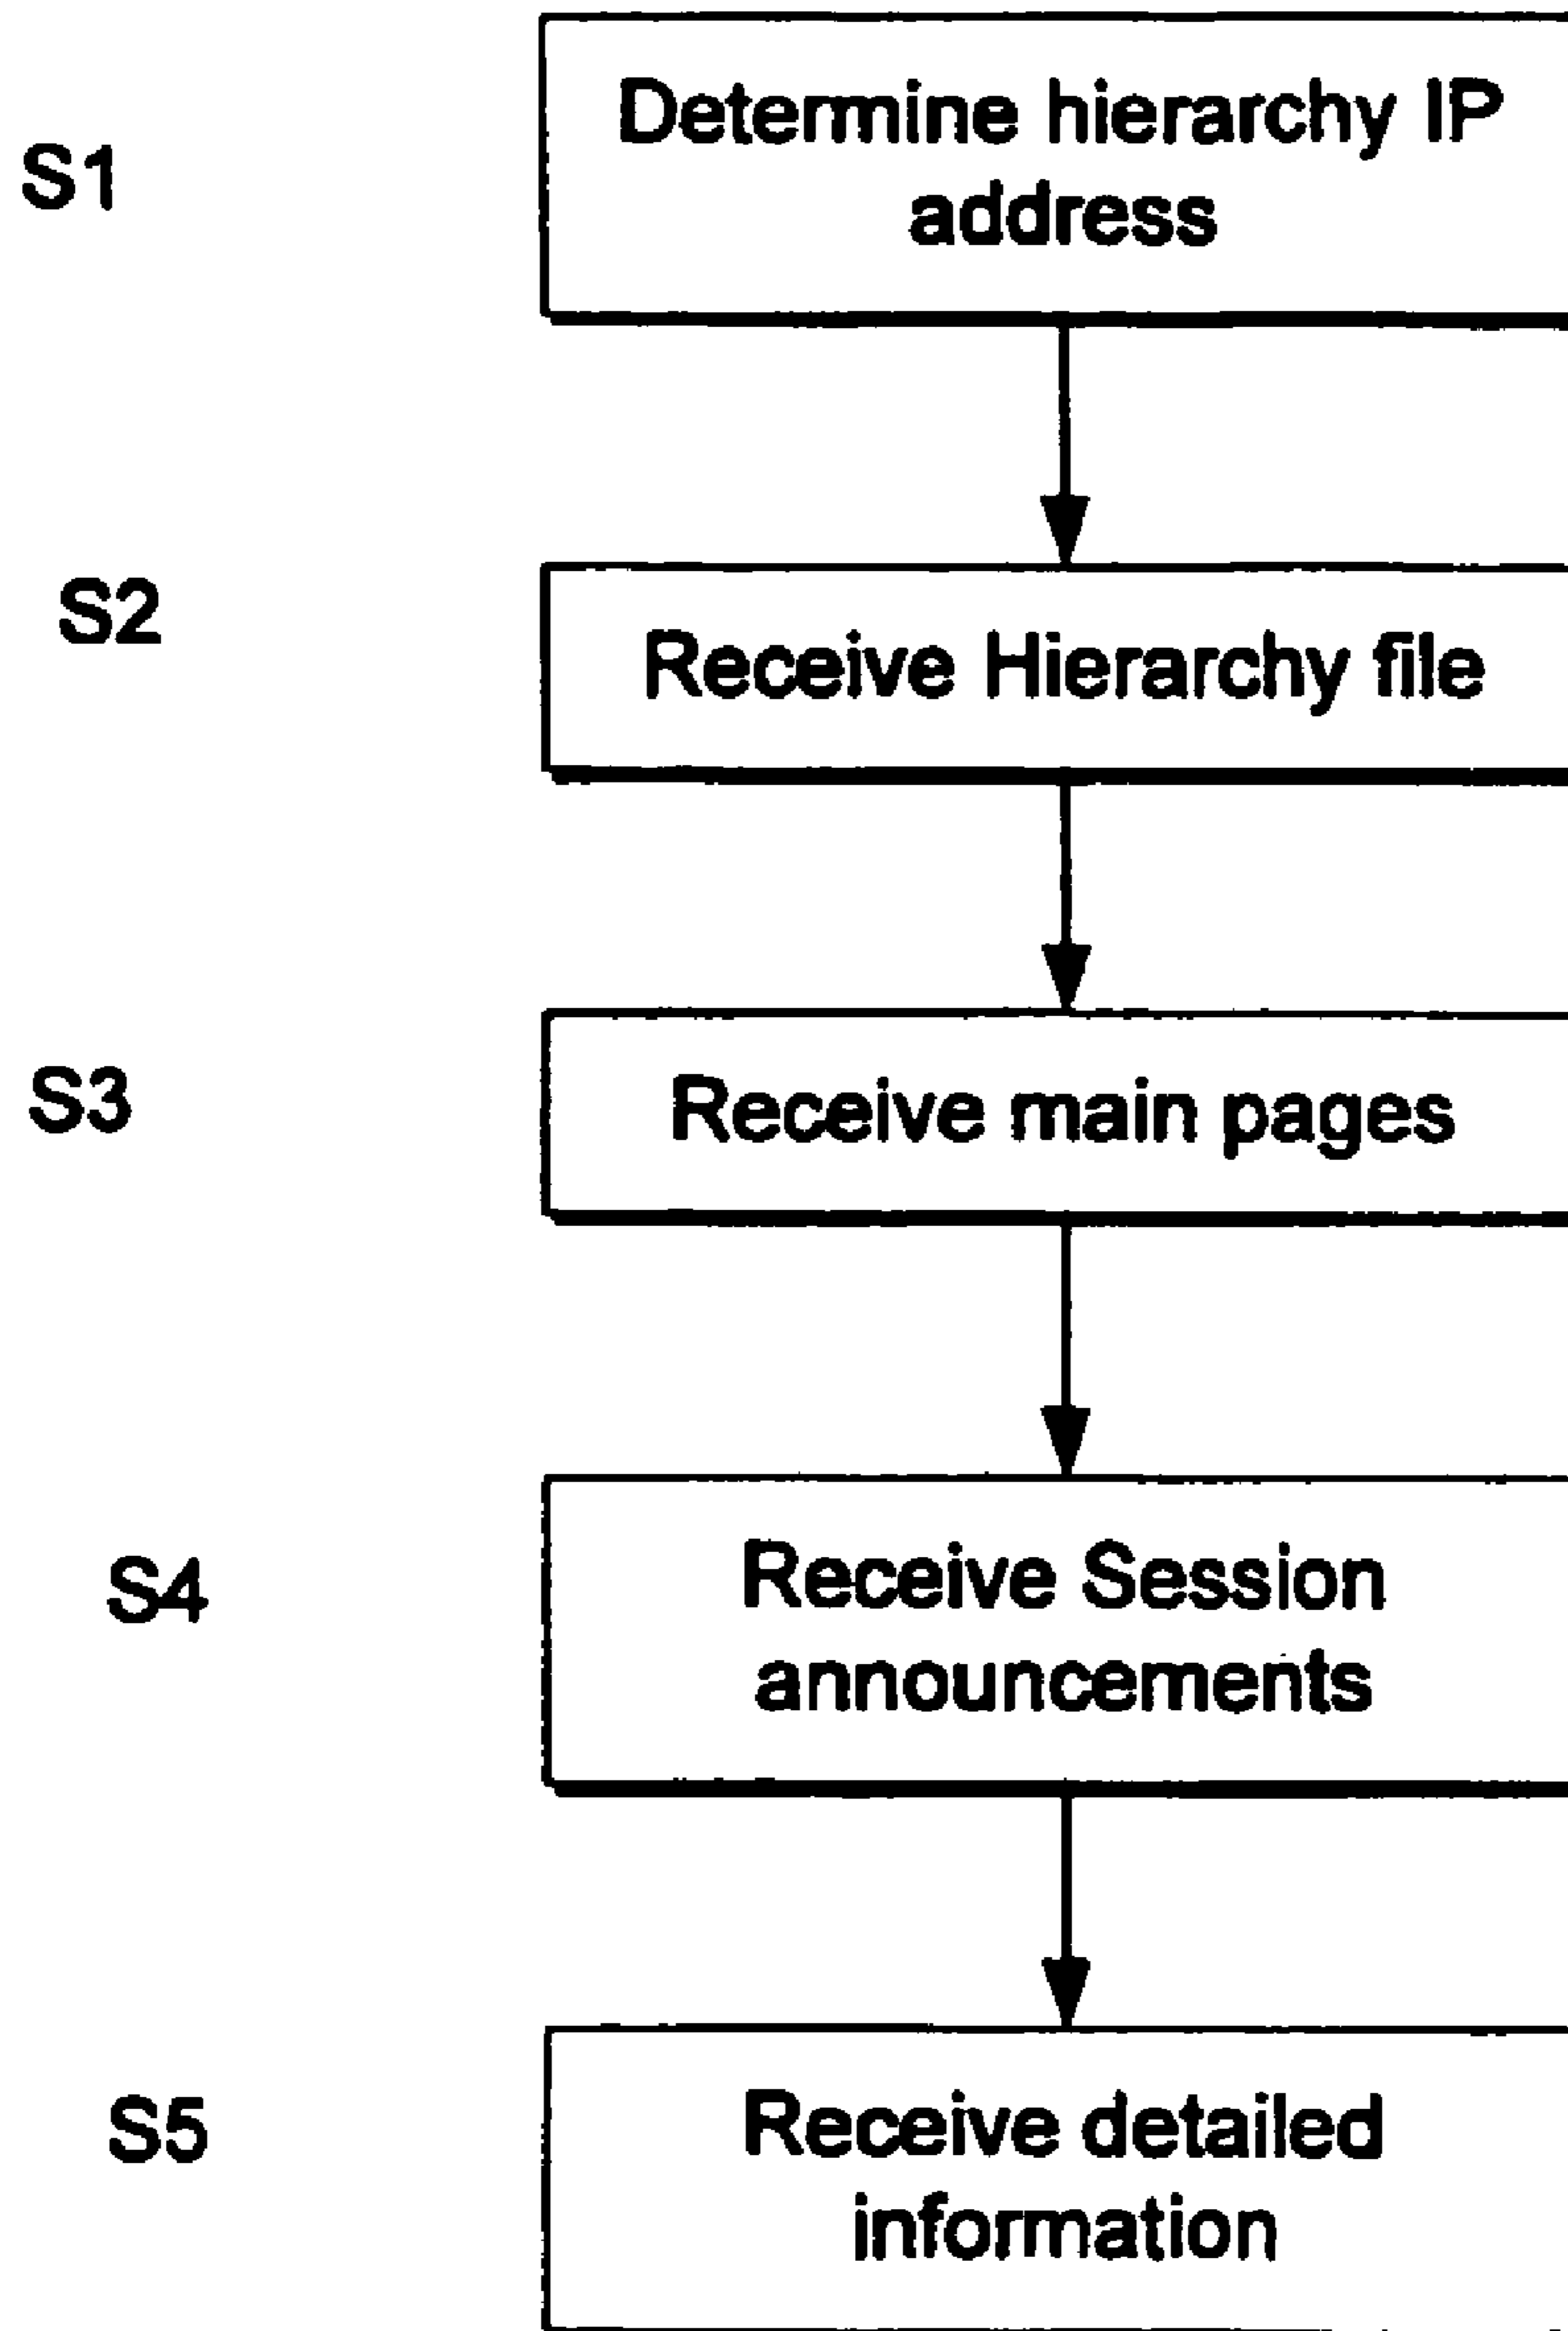 S1
Determine hierarchy IP
address
S2
Receive Hierarchy file
S3
Receive main pages
S4
Receive Session
announcements
S5
Receive detailed
information